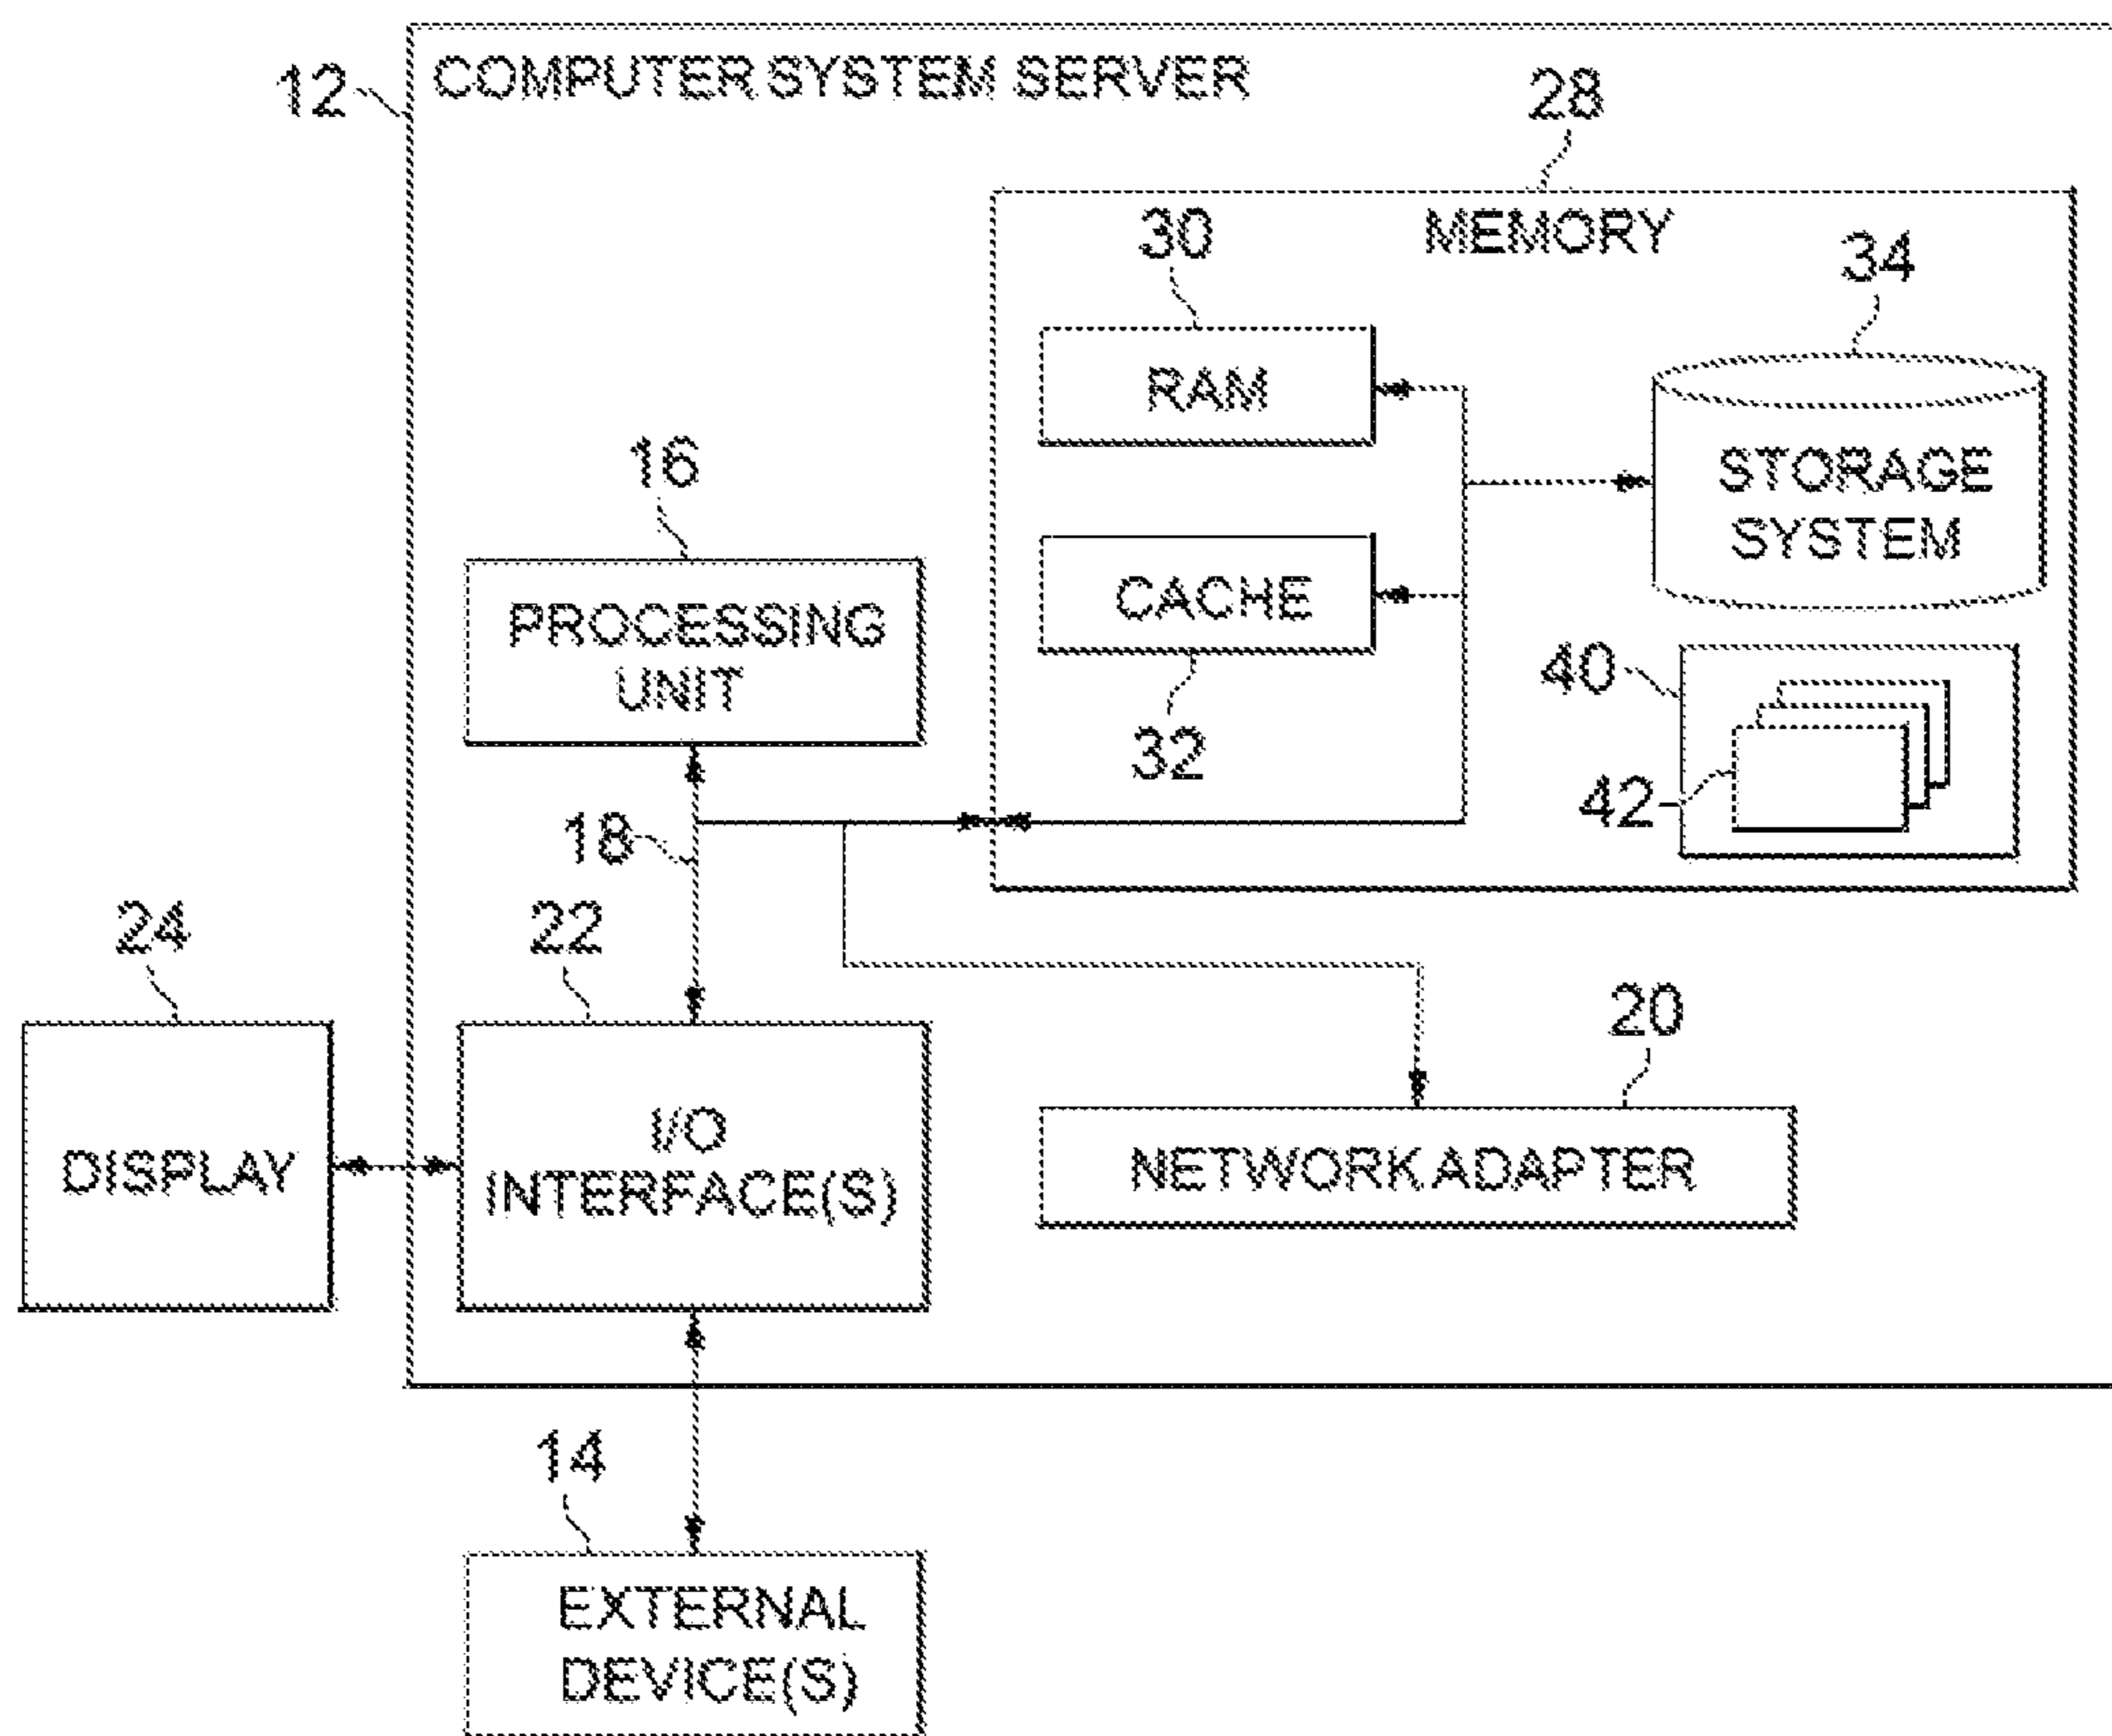 12
COMPUTER SYSTEM SERVER
28
MEMORY
30
34
RAM
STORAGE
SYSTEM
16
PROCESSING
UNIT
CACHE
32
40
42
18
24
22
20
DISPLAY
I/O
INTERFACE(S)
NETWORK ADAPTER
14
EXTERNAL
DEVICE(S)